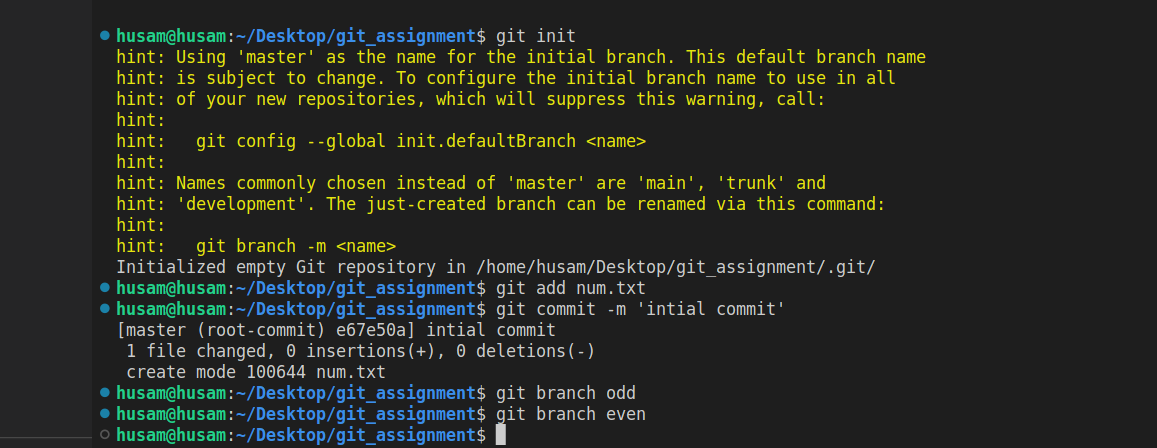 husam@husam:~/Desktop/git_assignment$ git init
hint: Using 'master' as the name for the initial branch. This default branch name
hint: is subject to change. To configure the initial branch name to use in all
hint: of your new repositories, which will suppress this warning, call:
hint:
hint:   git config --global init.defaultBranch <name>
hint:
hint: Names commonly chosen instead of 'master' are 'main', 'trunk' and
hint: 'development'. The just-created branch can be renamed via this command:
hint:
hint:   git branch -m <name>
Initialized empty Git repository in /home/husam/Desktop/git_assignment/.git/
husam@husam:~/Desktop/git_assignment$ git add num.txt
husam@husam:~/Desktop/git_assignment$ git commit -m 'intial commit'
[master (root-commit) e67e50a] intial commit
 1 file changed, 0 insertions(+), 0 deletions(-)
 create mode 100644 num.txt
husam@husam:~/Desktop/git_assignment$ git branch odd
husam@husam:~/Desktop/git_assignment$ git branch even
husam@husam:~/Desktop/git_assignment$